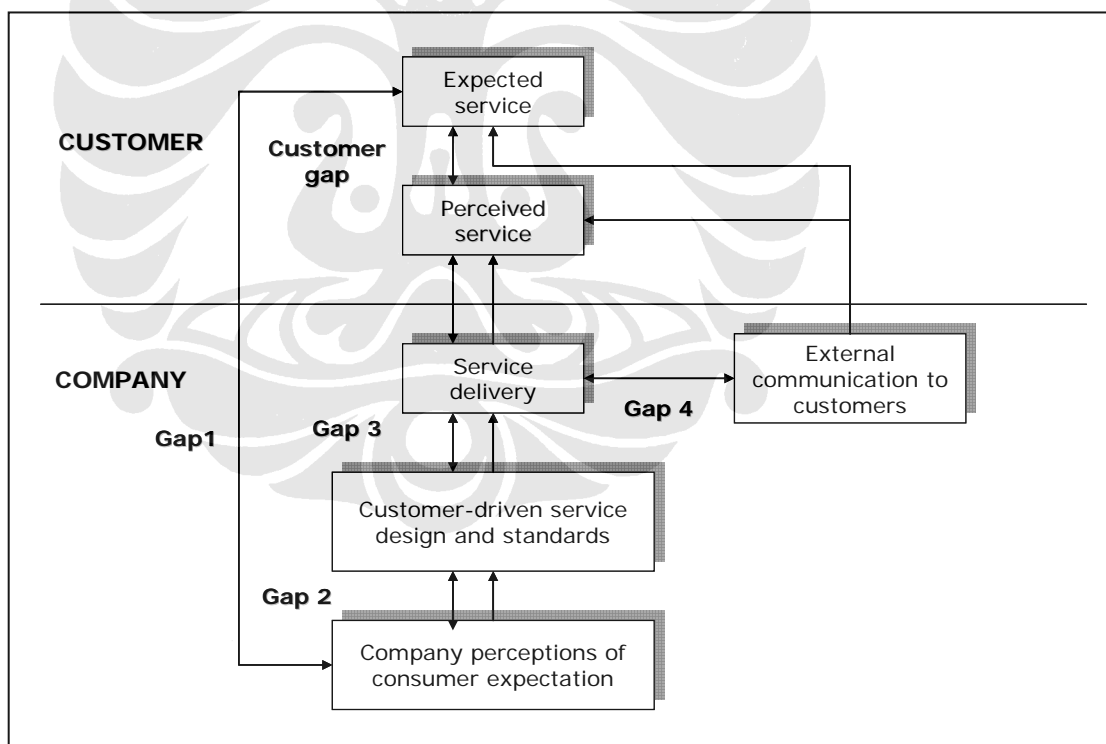 Expected
service
CUSTOMER
Customer
gap
Perceived
service
COMPANY
Service
delivery
External
communication to
customers
Gap 4
Gap1
Gap 3
Customer-driven service
design and standards
Gap 2
Company perceptions of
consumer expectation